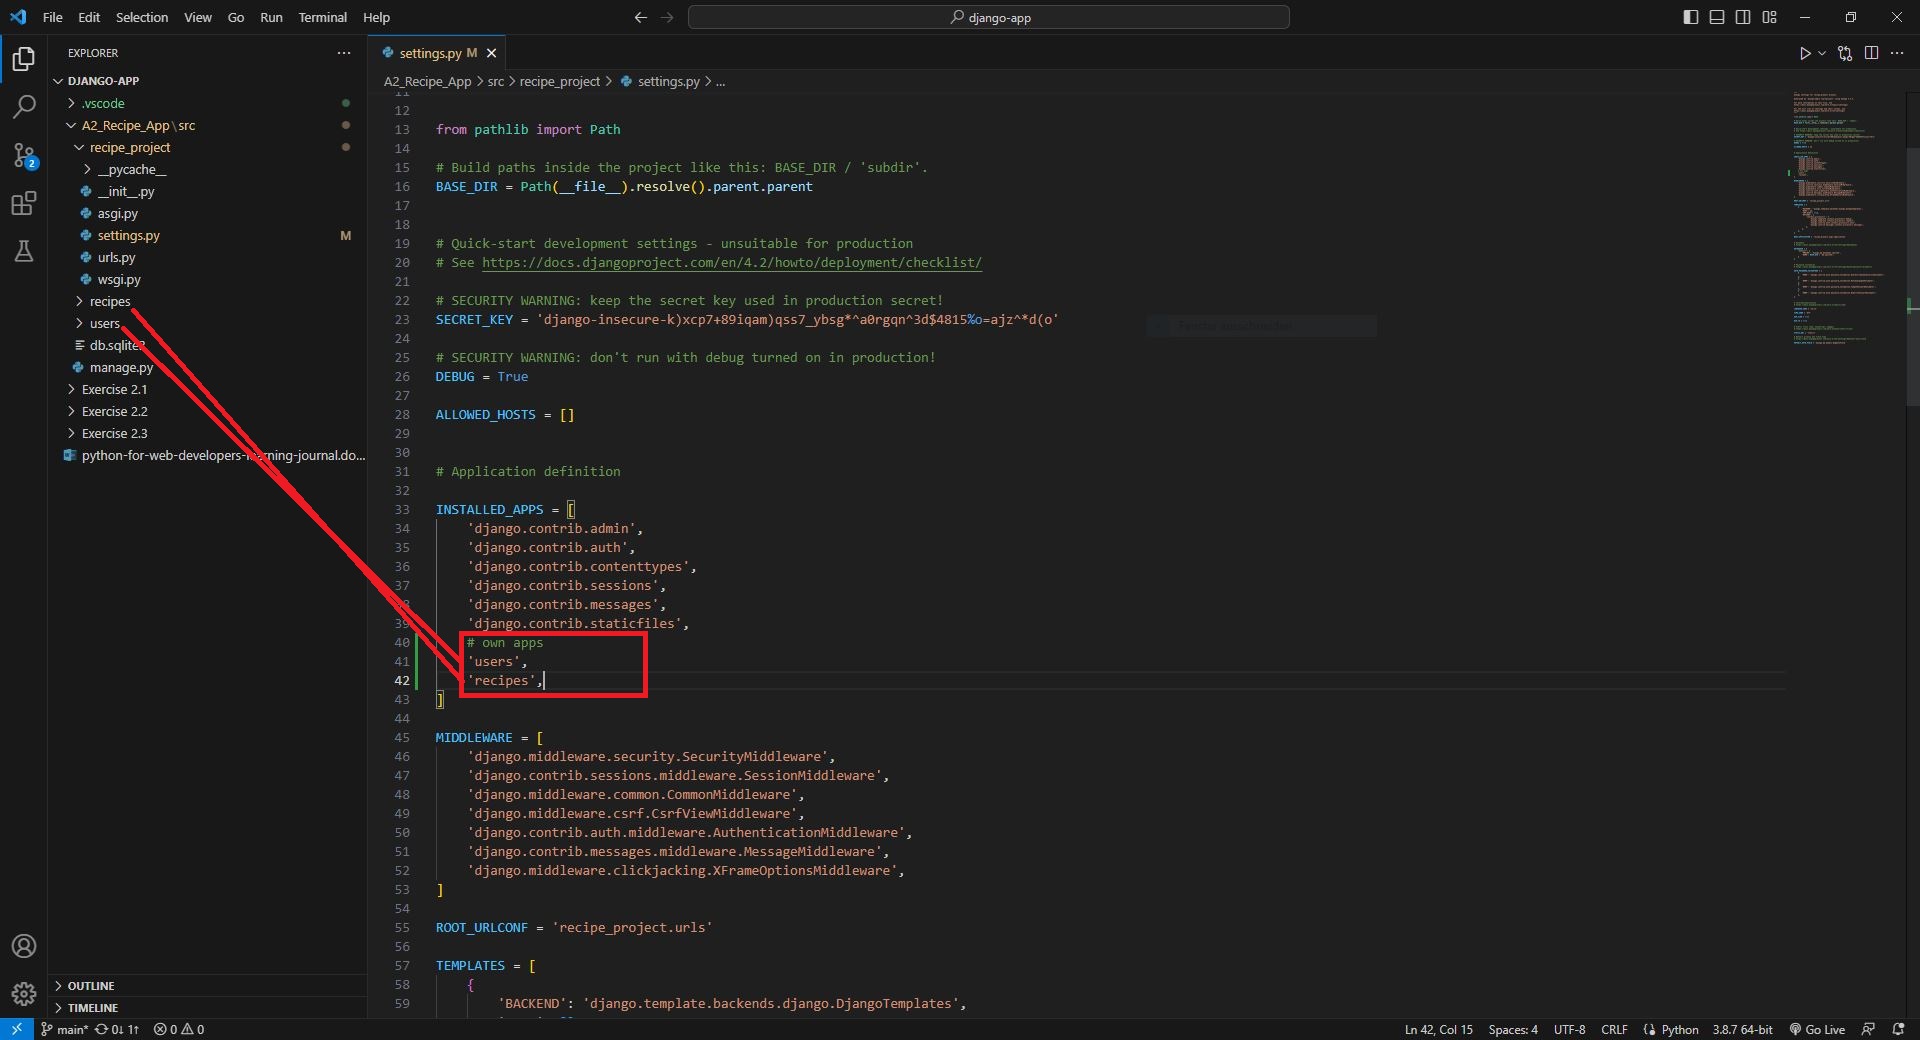 File Edit Selection View Go Run Terminal Help
django-app
EXPLORER
DJANGO-APP
.vscode
A2_Recipe_App\src
recipe_project
__pycache__
__init__.py
asgi.py
settings.py M
urls.py
wsgi.py
recipes
users
manage.py
Exercise 2.1
Exercise 2.2
Exercise 2.3
OUTLINE
TIMELINE
settings.py M
A2_Recipe_App > src > recipe_project > settings.py > ...
11
12
13 from pathlib import Path
14
15 # Build paths inside the project like this: BASE_DIR / 'subdir'.
16 BASE_DIR = Path(__file__).resolve().parent.parent
17
18
19 # Quick-start development settings - unsuitable for production
20 # See https://docs.djangoproject.com/en/4.2/howto/deployment/checklist/
21
22 # SECURITY WARNING: keep the secret key used in production secret!
23 SECRET_KEY = 'django-insecure-k)xcp7+89iqam)qss7_ybsg*^a0rgqn^3d$4815%o=ajz^*d(o'
24
25 # SECURITY WARNING: don't run with debug turned on in production!
26 DEBUG = True
27
28 ALLOWED_HOSTS = []
29
30
31 # Application definition
32
33 INSTALLED_APPS = [
34 'django.contrib.admin',
35 'django.contrib.auth',
36 'django.contrib.contenttypes',
37 'django.contrib.sessions',
38 'django.contrib.messages',
39 'django.contrib.staticfiles',
40 # own apps
41 'users',
42 'recipes',
43 ]
44
45 MIDDLEWARE = [
46 'django.middleware.security.SecurityMiddleware',
47 'django.contrib.sessions.middleware.SessionMiddleware',
48 'django.middleware.common.CommonMiddleware',
49 'django.middleware.csrf.CsrfViewMiddleware',
50 'django.contrib.auth.middleware.AuthenticationMiddleware',
51 'django.contrib.messages.middleware.MessageMiddleware',
52 'django.middleware.clickjacking.XFrameOptionsMiddleware',
53 ]
54
55 ROOT_URLCONF = 'recipe_project.urls'
56
57 TEMPLATES = [
58 {
59 'BACKEND': 'django.template.backends.django.DjangoTemplates',
2
main* 0↓ 1↑ 0 0
Ln 42, Col 15 Spaces: 4 UTF-8 CRLF Python 3.8.7 64-bit Go Live